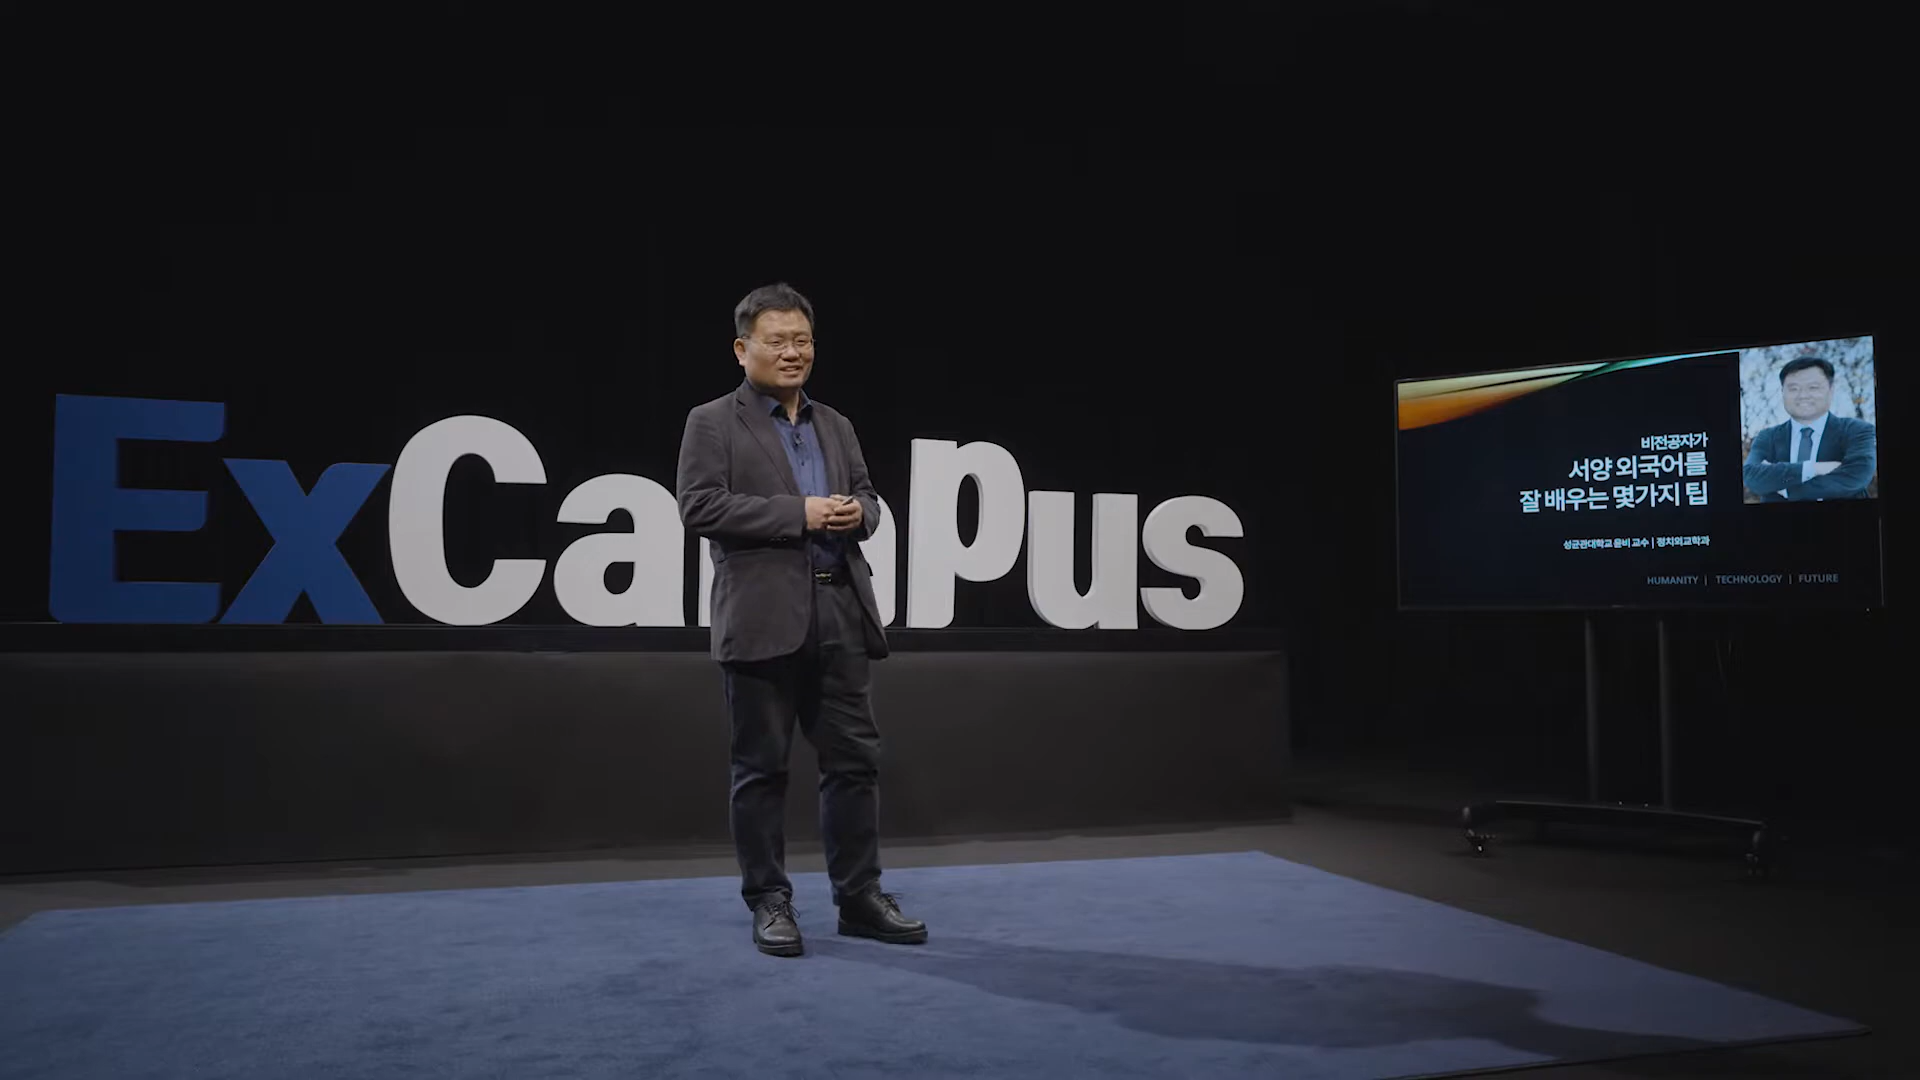 ExCampus
비전공자가
서양 외국어를
잘 배우는 몇가지 팁
성균관대학교 윤비 교수 | 정치외교학과
HUMANITY | TECHNOLOGY | FUTURE